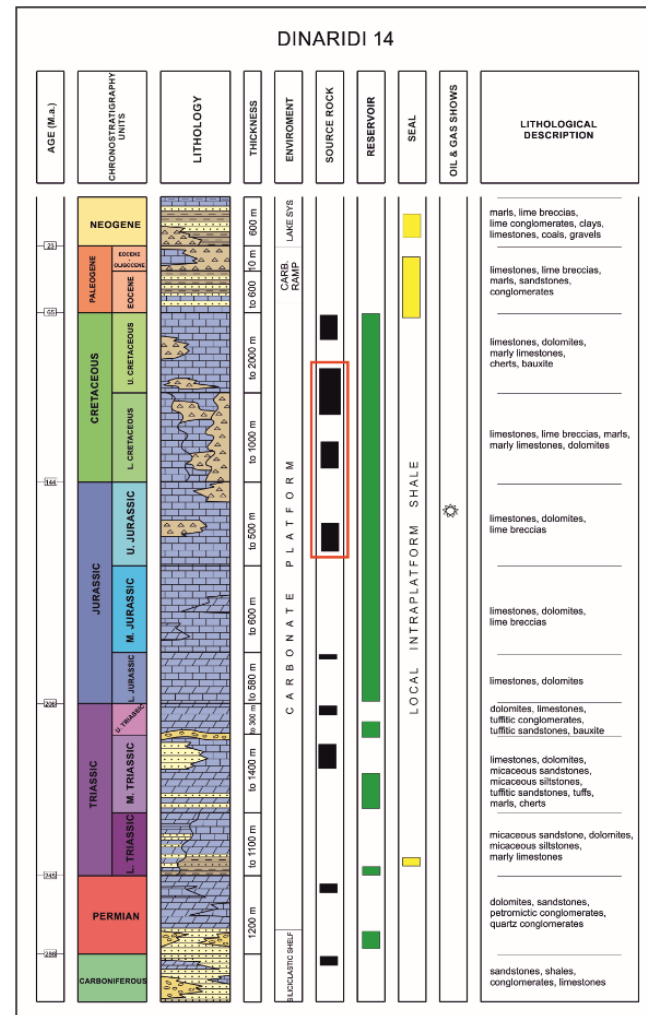 DINARIDI 14
AGE (M.a.)
CHRONOSTRATIGRAPHY
UNITS
LITHOLOGY
THICKNESS
ENVIROMENT
SOURCE ROCK
RESERVOIR
SEAL
OIL & GAS SHOWS
LITHOLOGICAL
DESCRIPTION
NEOGENE
600 m
LAKE SYS
marls, lime breccias,
lime conglomerates, clays,
limestones, coals, gravels
PALEOGENE
EOCENE
-
OLIGOCENE
10 m
CARB.
RAMP
EOCENE
to 600
limestones, lime breccias,
marls, sandstones,
conglomerates
65
CRETACEOUS
U. CRETACEOUS
to 2000 m
limestones, dolomites,
marly limestones,
cherts, bauxite
L. CRETACEOUS
to 1000 m
limestones, lime breccias, marls,
marly limestones, dolomites
CARBONATE PLATFORM
LOCAL INTRAPLATFORM SHALE
JURASSIC
U. JURASSIC
to 500 m
limestones, dolomites,
lime breccias
M. JURASSIC
to 600 m
limestones, dolomites,
lime breccias
L. JURASSIC
to 580 m
limestones, dolomites
TRIASSIC
U. TRIASSIC
to 300 m
dolomites, limestones,
tuffitic conglomerates,
tuffitic sandstones, bauxite
M. TRIASSIC
to 1400 m
limestones, dolomites,
micaceous sandstones,
micaceous siltstones,
tuffitic sandstones, tuffs,
marls, cherts
L. TRIASSIC
to 1100 m
micaceous sandstone, dolomites,
micaceous siltstones,
marly limestones
245
PERMIAN
1200 m
dolomites, sandstones,
petromictic conglomerates,
quartz conglomerates
CARBONIFEROUS
SILICICLASTIC SHELF
sandstones, shales,
conglomerates, limestones